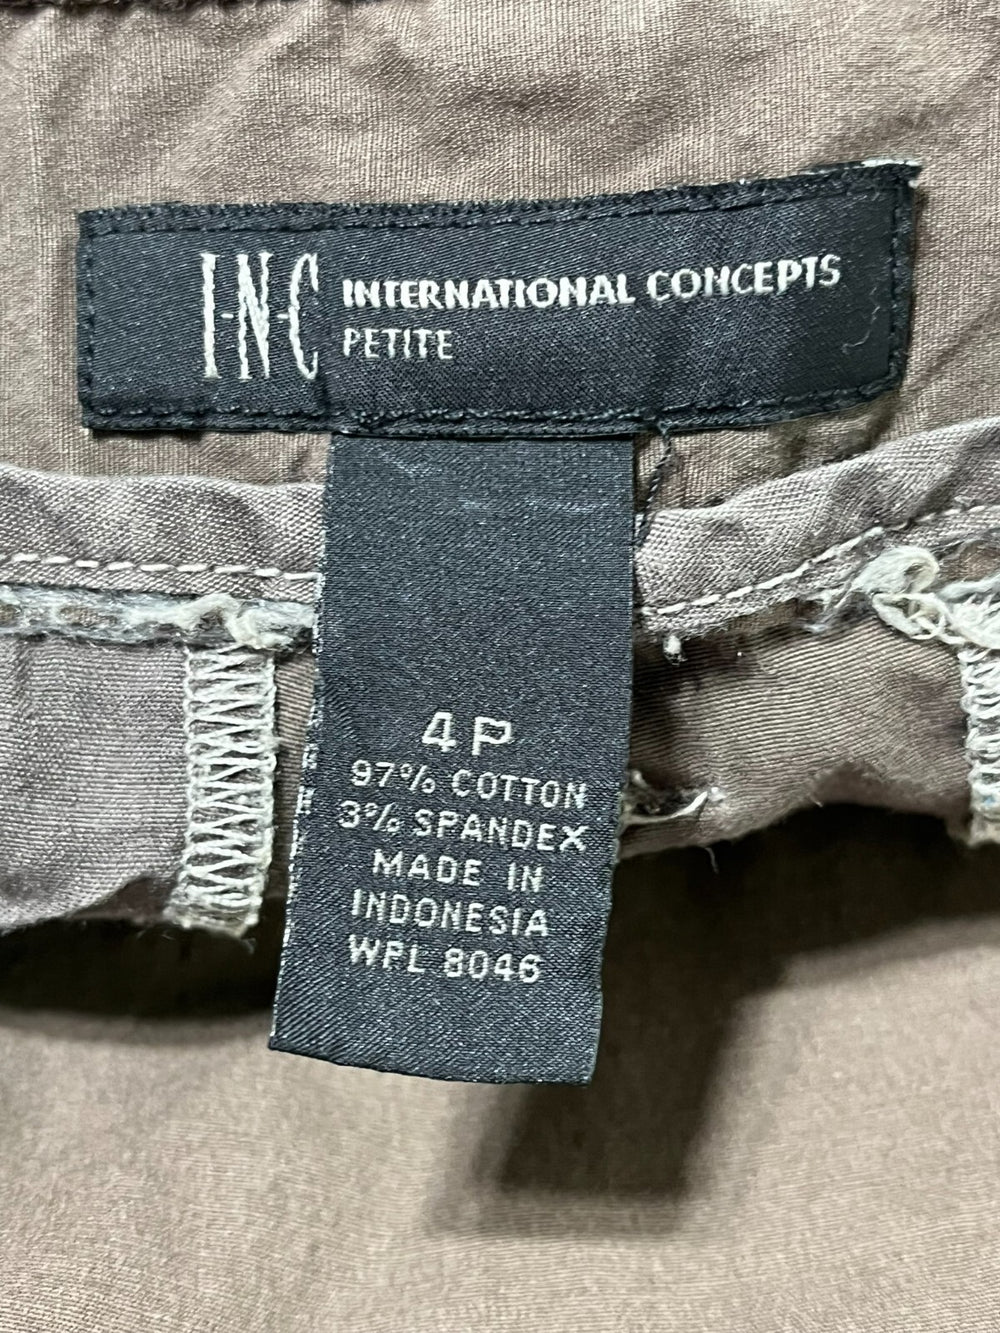 I-N-C INTERNATIONAL CONCEPTS
PETITE
4P
97% COTTON
3% SPANDEX
MADE IN
INDONESIA
WPL 8046